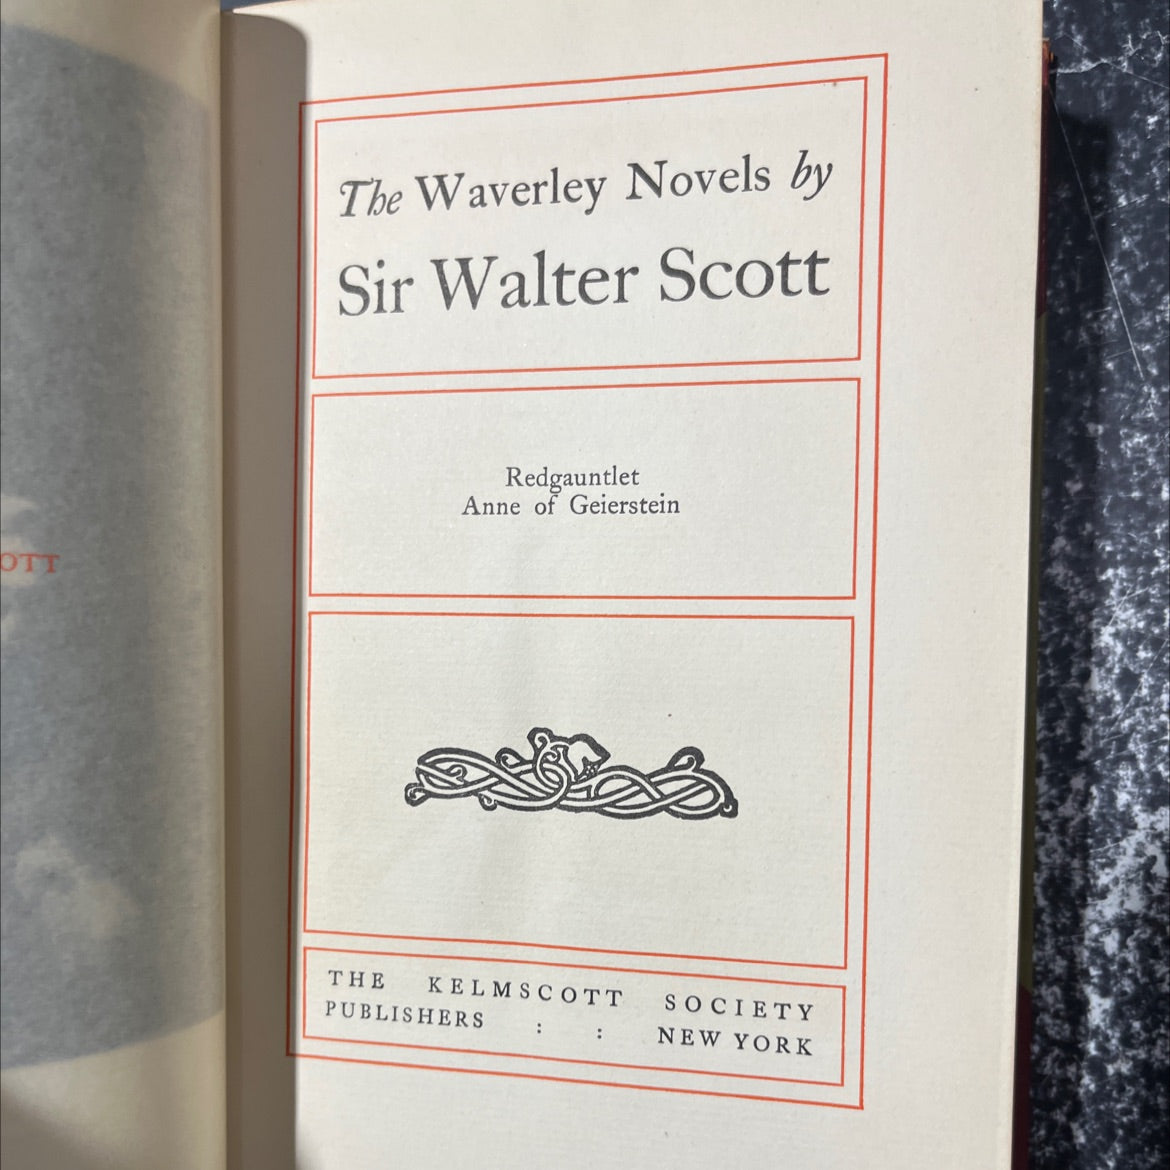 The Waverley Novels by
Sir Walter Scott
Redgauntlet
Anne of Geierstein
THE KELMSCOTT SOCIETY
PUBLISHERS : : NEW YORK